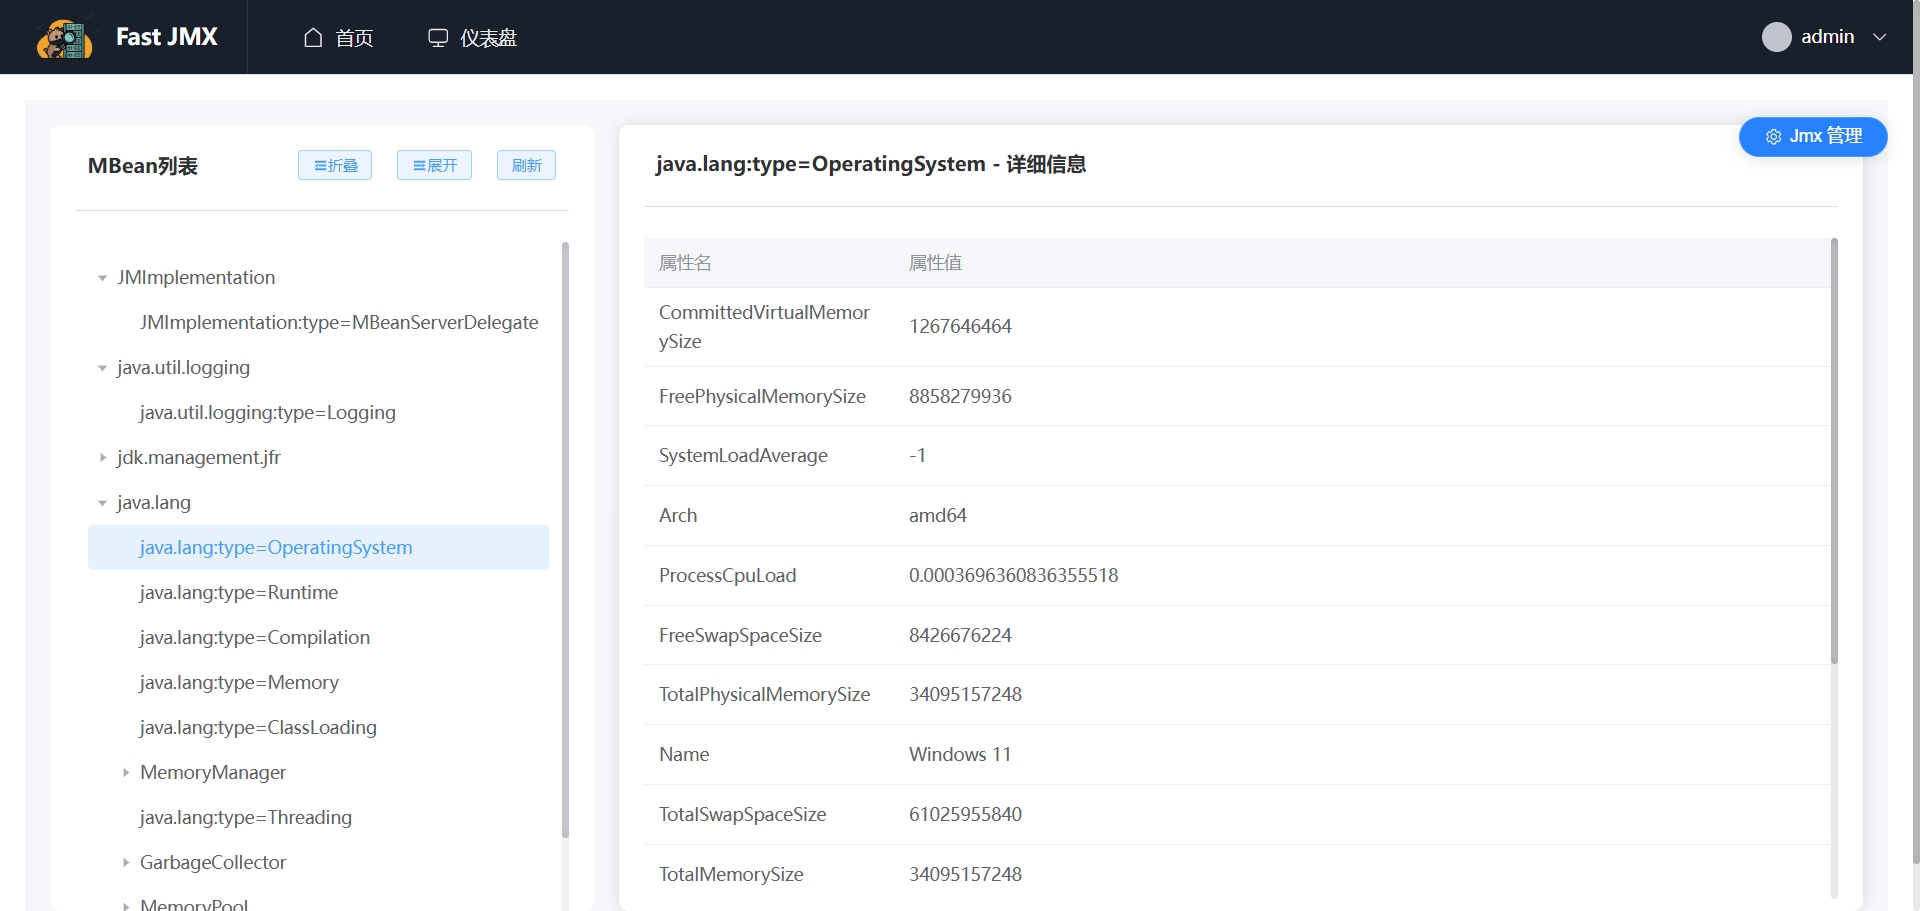 Fast JMX
首页
仪表盘
admin
Jmx 管理
MBean列表
折叠
展开
刷新
JMImplementation
JMImplementation:type=MBeanServerDelegate
java.util.logging
java.util.logging:type=Logging
jdk.management.jfr
java.lang
java.lang:type=OperatingSystem
java.lang:type=Runtime
java.lang:type=Compilation
java.lang:type=Memory
java.lang:type=ClassLoading
MemoryManager
java.lang:type=Threading
GarbageCollector
MemoryPool
java.lang:type=OperatingSystem - 详细信息
属性名 属性值
CommittedVirtualMemor
ySize
1267646464
FreePhysicalMemorySize 8858279936
SystemLoadAverage -1
Arch amd64
ProcessCpuLoad 0.0003696360836355518
FreeSwapSpaceSize 8426676224
TotalPhysicalMemorySize 34095157248
Name Windows 11
TotalSwapSpaceSize 61025955840
TotalMemorySize 34095157248